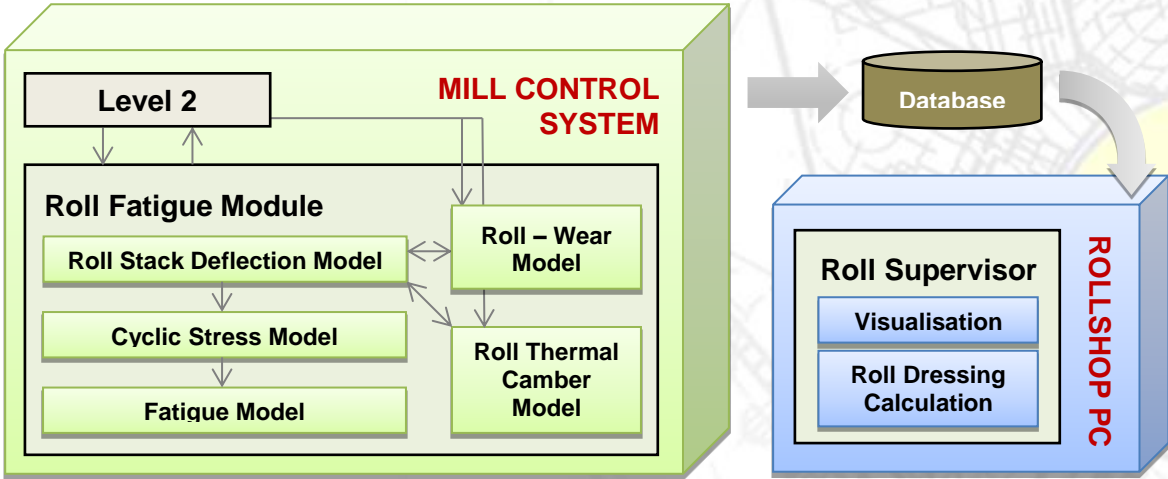 Level 2
MILL CONTROL
SYSTEM
Roll Fatigue Module
Roll Stack Deflection Model
Cyclic Stress Model
Fatigue Model
Roll – Wear
Model
Roll Thermal
Camber
Model
Database
Roll Supervisor
Visualisation
Roll Dressing
Calculation
ROLLSHOP PC